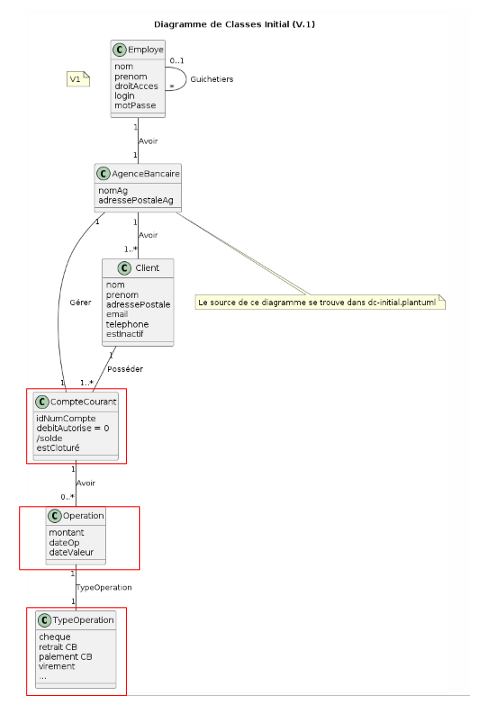 Diagramme de Classes Initial (V.1)
C Employe
0..1
V1
nom
prenom
droitAcces
login
motPasse
Guichetiers
*
1
Avoir
1
C AgenceBancaire
nomAg
adressePostaleAg
1
1
Avoir
1..*
C Client
nom
prenom
adressePostale
email
telephone
estInactif
Le source de ce diagramme se trouve dans dc-initial.plantuml
Gérer
1
Posséder
1
1..*
C CompteCourant
idNumCompte
debitAutorise = 0
/solde
estCloturé
1
Avoir
0..*
C Operation
montant
dateOp
dateValeur
1
TypeOperation
1
C TypeOperation
cheque
retrait CB
paiement CB
virement
...